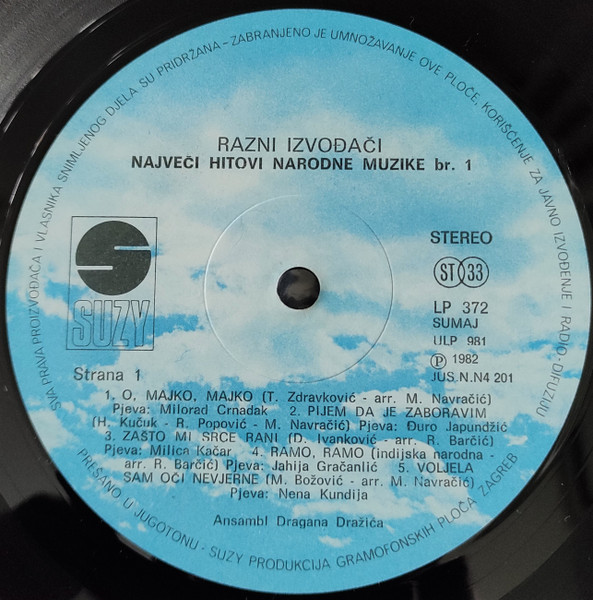 SVA PRAVA PROIZVOĐAČA I VLASNIKA SNIMLJENOG DJELA SU PRIDRŽANA – ZABRANJENO JE UMNOŽAVANJE OVE PLOČE, KORIŠĆENJE ZA JAVNO IZVOĐENJE I RADIO-DIFUZIJU
RAZNI IZVOĐAČI
NAJVEČI HITOVI NARODNE MUZIKE br. 1
STEREO
ST 33
SUZY
LP 372
SUMAJ
ULP 981
Ⓟ 1982
JUS.N.N4 201
Strana 1
1. O, MAJKO, MAJKO (T. Zdravković - arr. M. Navračić)
Pjeva: Milorad Crnadak 2. PIJEM DA JE ZABORAVIM
(H. Kučuk - R. Popović - M. Navračić) Pjeva: Đuro Japundžić
3. ZAŠTO MI SRCE RANI (D. Ivanković - arr. R. Barčić)
Pjeva: Milica Kačar 4. RAMO, RAMO (indijska narodna -
arr. R. Barčić) Pjeva: Jahija Gračanlić 5. VOLJELA
SAM OČI NEVJERNE (M. Božović - arr. M. Navračić)
Pjeva: Nena Kundija
Ansambl Dragana Dražića
PREŠANO U JUGOTONU - SUZY PRODUKCIJA GRAMOFONSKIH PLOČA ZAGREB